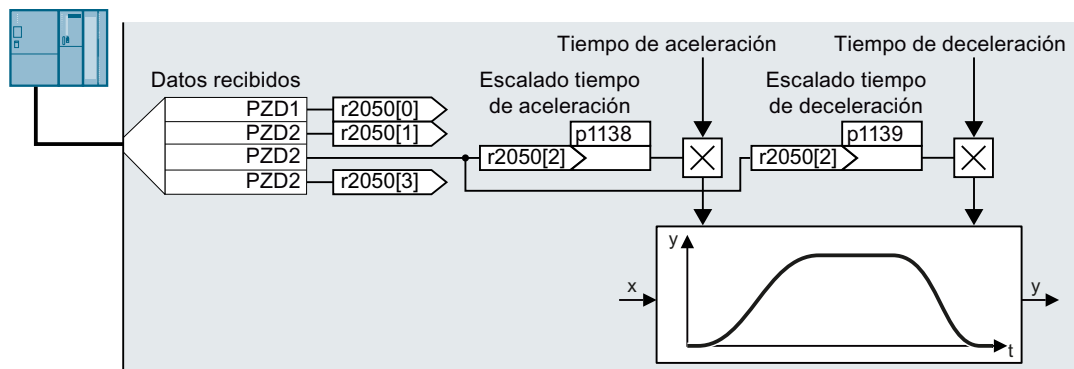 Tiempo de aceleración
Tiempo de deceleración
Datos recibidos
Escalado tiempo
de aceleración
Escalado tiempo
de deceleración
PZD1
r2050[0]
PZD2
r2050[1]
PZD2
PZD2
r2050[3]
p1138
r2050[2]
p1139
r2050[2]
y
x
t
y